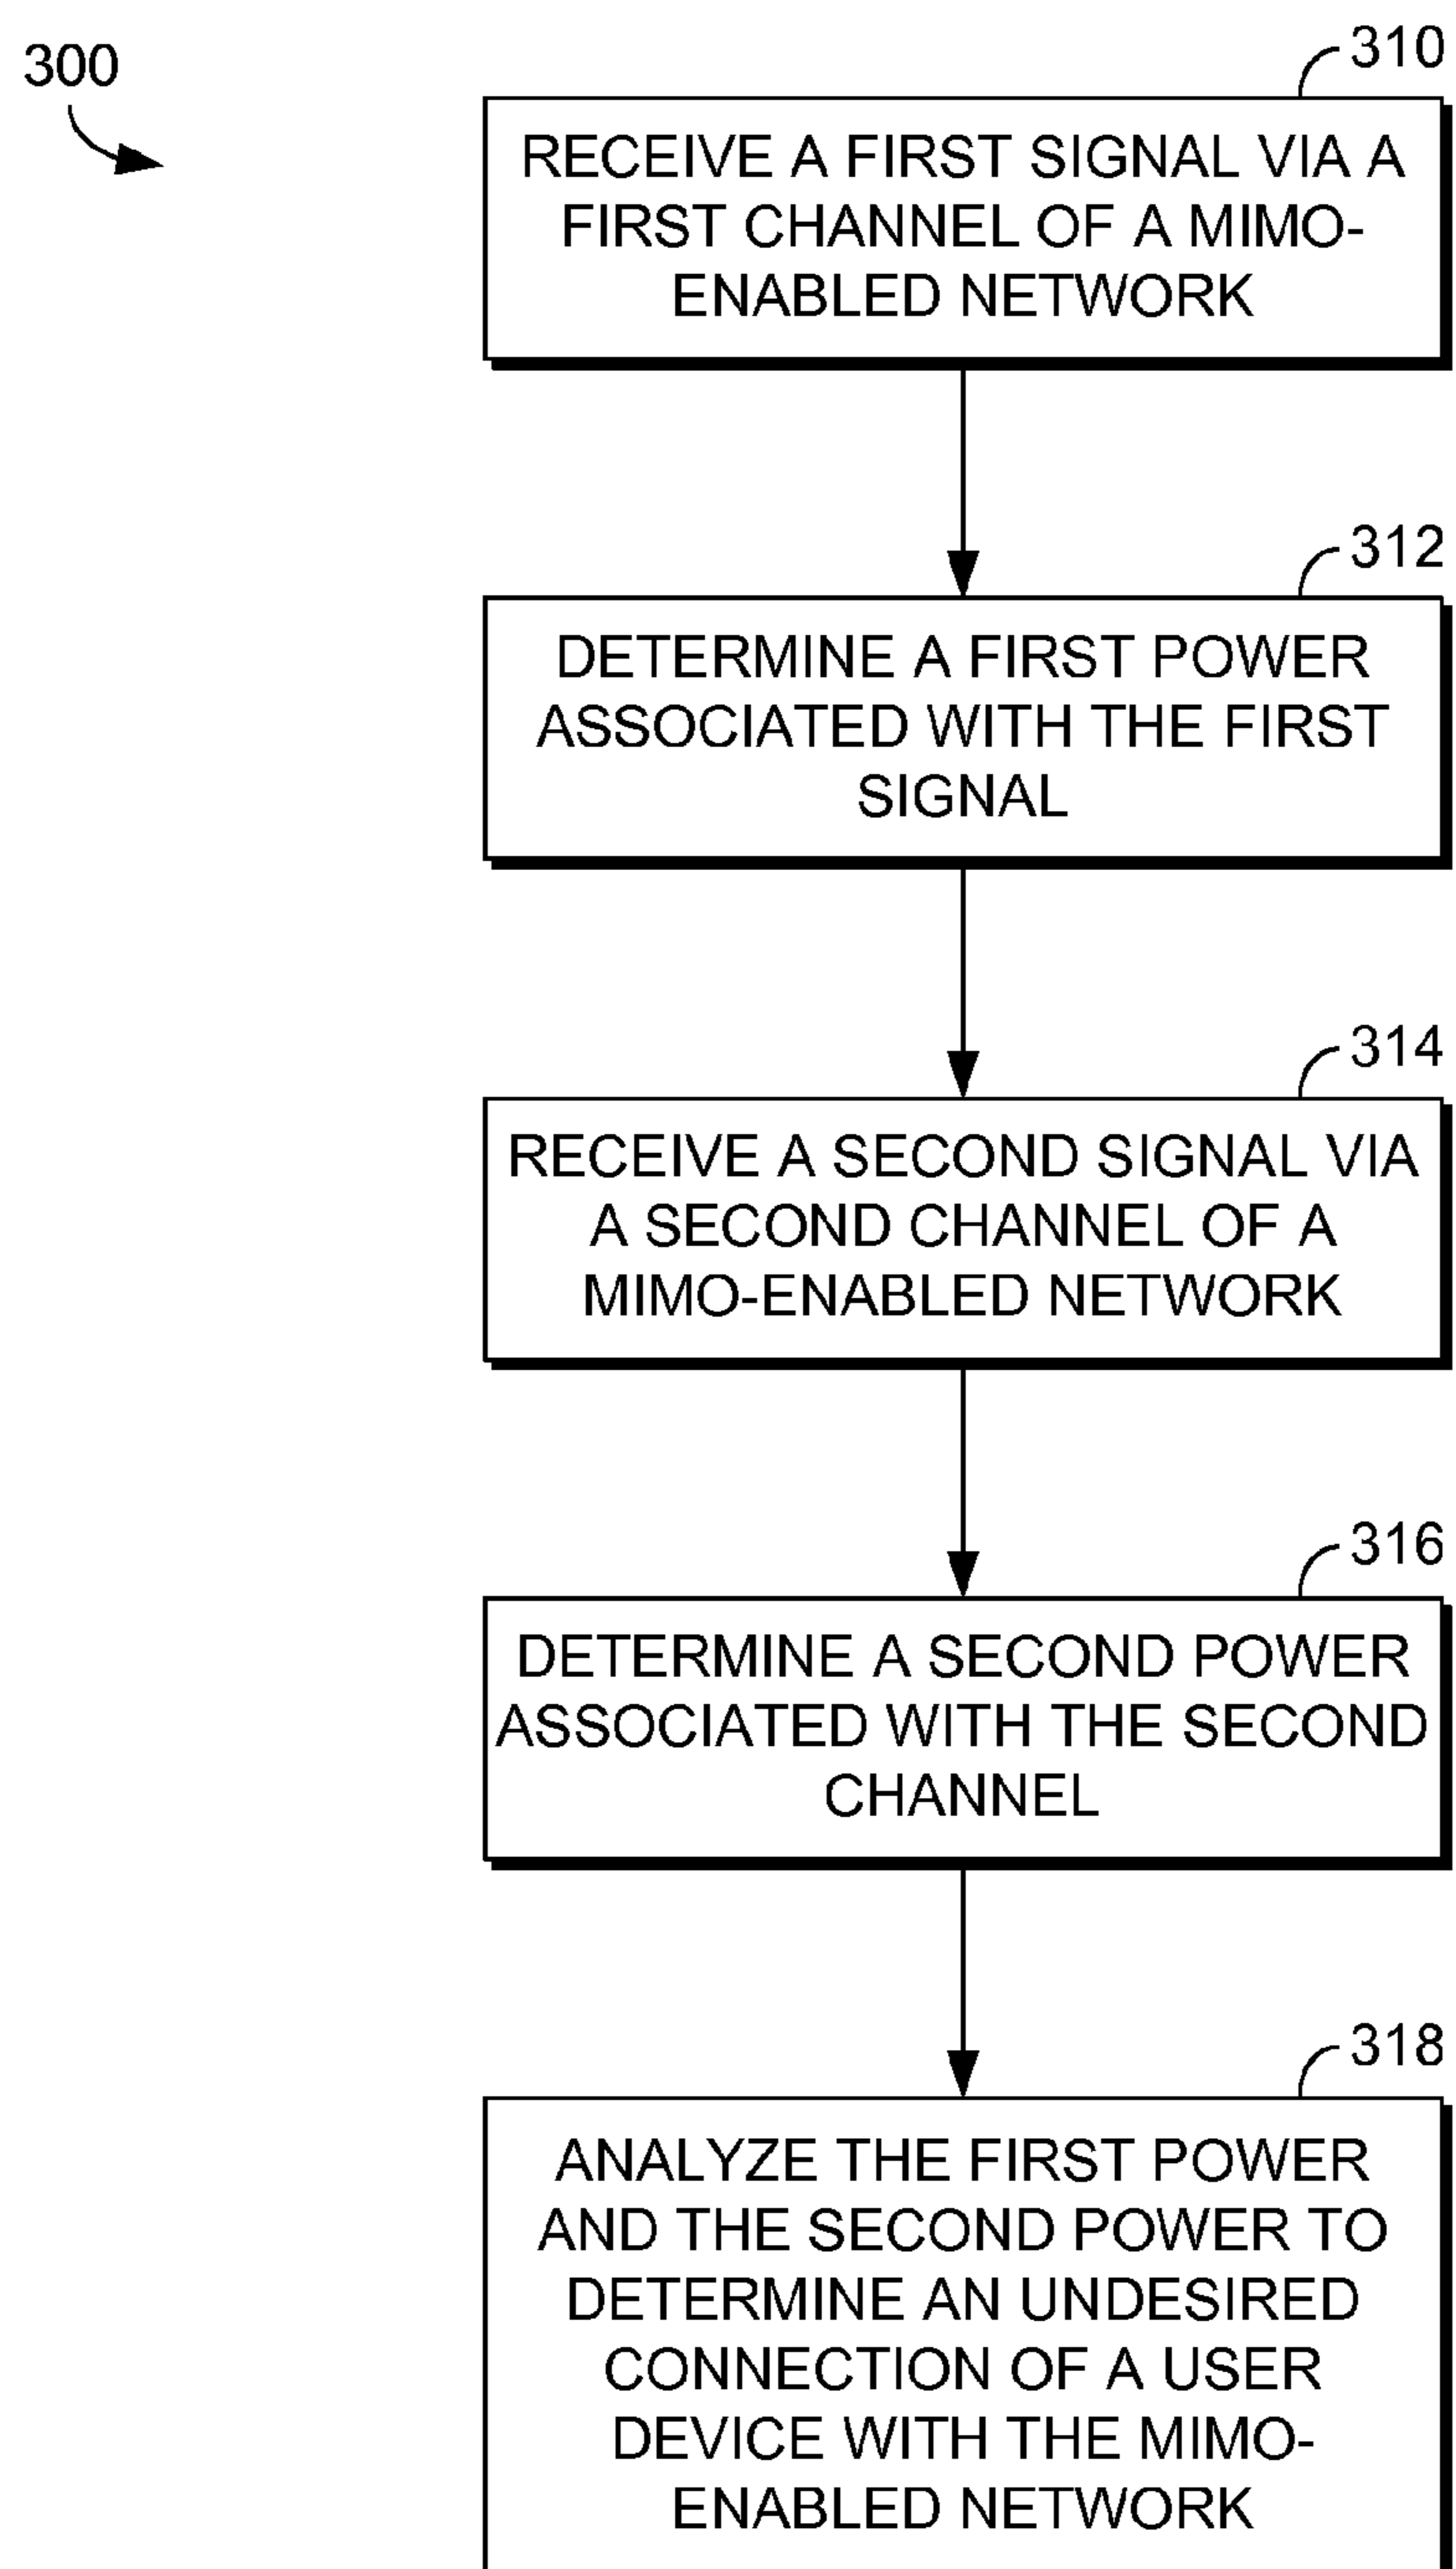 300
310
RECEIVE A FIRST SIGNAL VIA A
FIRST CHANNEL OF A MIMO-
ENABLED NETWORK
312
DETERMINE A FIRST POWER
ASSOCIATED WITH THE FIRST
SIGNAL
314
RECEIVE A SECOND SIGNAL VIA
A SECOND CHANNEL OF A
MIMO-ENABLED NETWORK
316
DETERMINE A SECOND POWER
ASSOCIATED WITH THE SECOND
CHANNEL
318
ANALYZE THE FIRST POWER
AND THE SECOND POWER TO
DETERMINE AN UNDESIRED
CONNECTION OF A USER
DEVICE WITH THE MIMO-
ENABLED NETWORK